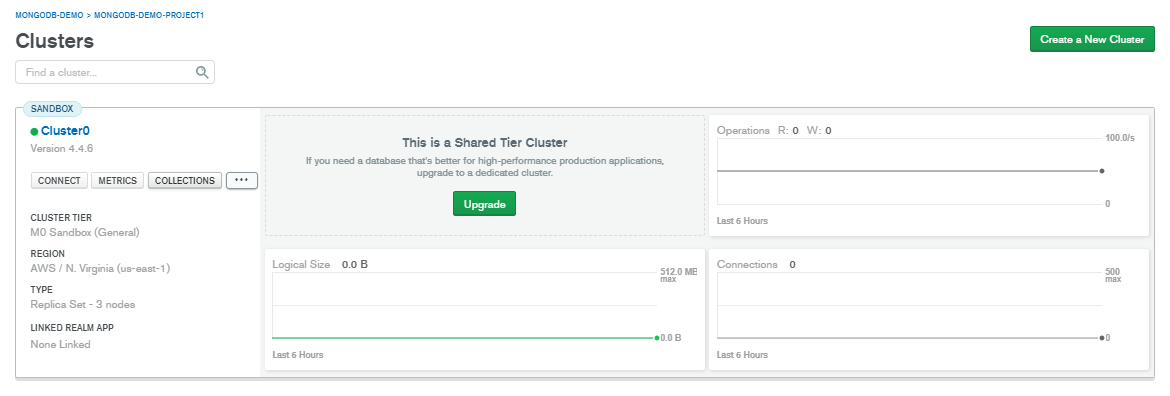 MONGODB-DEMO > MONGODB-DEMO-PROJECT1
Clusters
Create a New Cluster
Find a cluster...
SANDBOX
Cluster0
Version 4.4.6
CONNECT METRICS COLLECTIONS ...
CLUSTER TIER
M0 Sandbox (General)
REGION
AWS / N. Virginia (us-east-1)
TYPE
Replica Set - 3 nodes
LINKED REALM APP
None Linked
This is a Shared Tier Cluster
If you need a database that's better for high-performance production applications,
upgrade to a dedicated cluster.
Upgrade
Operations R: 0 W: 0
100.0/s
0
Last 6 Hours
Logical Size 0.0 B
512.0 MB
max
0.0 B
Last 6 Hours
Connections 0
500
max
0
Last 6 Hours